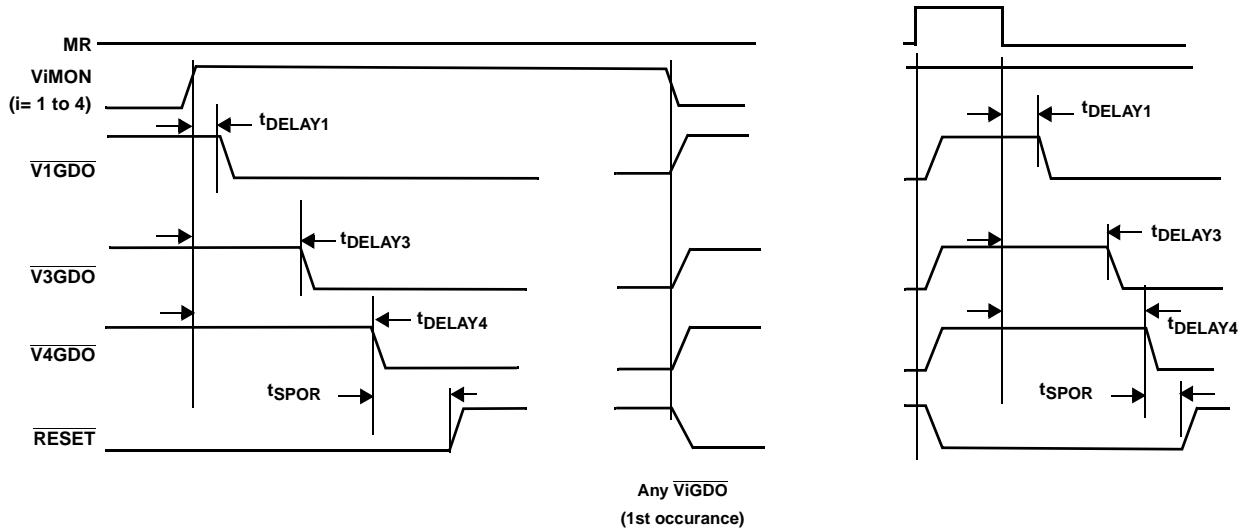 MR
ViMON
(i= 1 to 4)
tDELAY1
tDELAY1
V1GDO
tDELAY3
tDELAY3
V3GDO
tDELAY4
tDELAY4
V4GDO
tSPOR
tSPOR
RESET
Any ViGDO
(1st occurance)